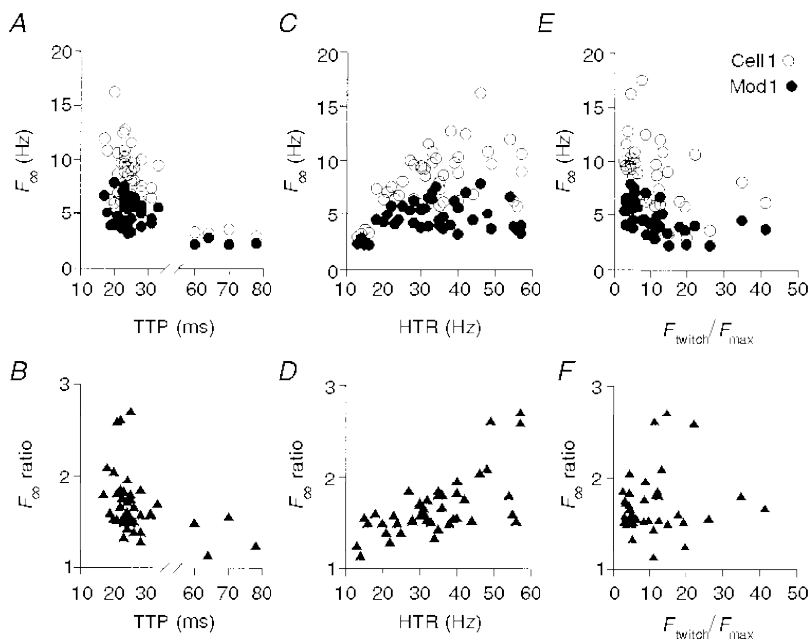 A
C
E
20
15
10
5
0
F∞ (Hz)
10 20 30 60 70 80
TTP (ms)
20
15
10
5
0
F∞ (Hz)
10 20 30 40 50 60
HTR (Hz)
Cell 1
Mod 1
20
15
10
5
0
F∞ (Hz)
0 10 20 30 40 50
Ftwitch/Fmax
B
D
F
3
2
1
F∞ ratio
10 20 30 60 70 80
TTP (ms)
3
2
1
F∞ ratio
10 20 30 40 50 60
HTR (Hz)
3
2
1
F∞ ratio
0 10 20 30 40 50
Ftwitch/Fmax